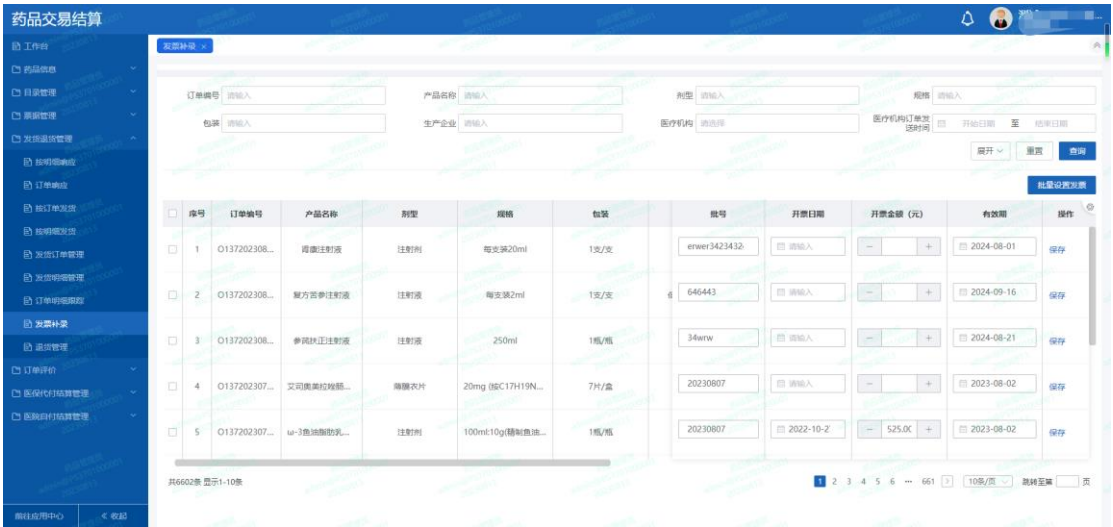 药品交易结算
工作台
药品信息
目录管理
票据管理
发货退货管理
按明细响应
订单响应
按订单发货
按明细发货
发货订单管理
发货明细管理
订单明细跟踪
发票补录
退货管理
订单评价
医保代付结算管理
医院自付结算管理
前往应用中心 收起
发票补录 ×
订单编号 请输入 产品名称 请输入 剂型 请输入 规格 请输入
包装 请输入 生产企业 请输入 医疗机构 请选择 医疗机构订单发送时间 开始日期 至 结束日期
展开 重置 查询
批量设置发票
序号 订单编号 产品名称 剂型 规格 包装 批号 开票日期 开票金额（元） 有效期 操作
1 O137202308... 得康注射液 注射剂 每支装20ml 1支/支 erwer3423432 请输入 − + 2024-08-01 保存
2 O137202308... 复方苦参注射液 注射液 每支装2ml 1支/支 646443 请输入 − + 2024-09-16 保存
3 O137202308... 参芪扶正注射液 注射液 250ml 1瓶/瓶 34wrw 请输入 − + 2024-08-21 保存
4 O137202307... 艾司奥美拉唑肠... 薄膜衣片 20mg (按C17H19N... 7片/盒 20230807 请输入 − + 2023-08-02 保存
5 O137202307... ω-3鱼油脂肪乳... 注射剂 100ml:10g(精制鱼油... 1瓶/瓶 20230807 2022-10-2 − 525.0 + 2023-08-02 保存
共6602条 显示1-10条 1 2 3 4 5 6 ••• 661 > 10条/页 跳转至第 页